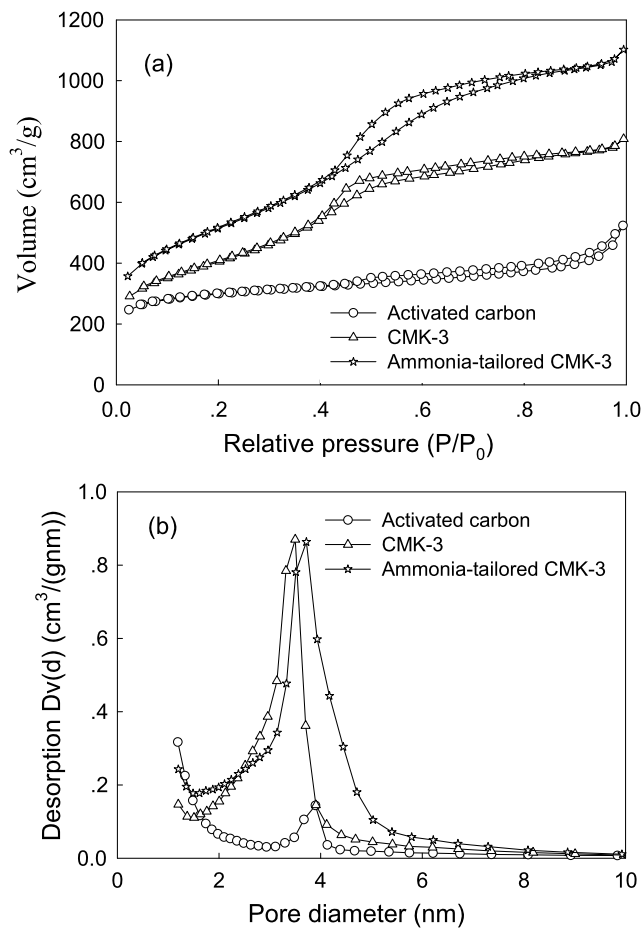 1200
(a)
1000
800
600
400
200
0
Volume (cm³/g)
Activated carbon
CMK-3
Ammonia-tailored CMK-3
0.0 .2 .4 .6 .8 1.0
Relative pressure (P/P₀)
1.0
(b)
.8
.6
.4
.2
0.0
Desorption Dv(d) (cm³/(gnm))
Activated carbon
CMK-3
Ammonia-tailored CMK-3
0 2 4 6 8 10
Pore diameter (nm)